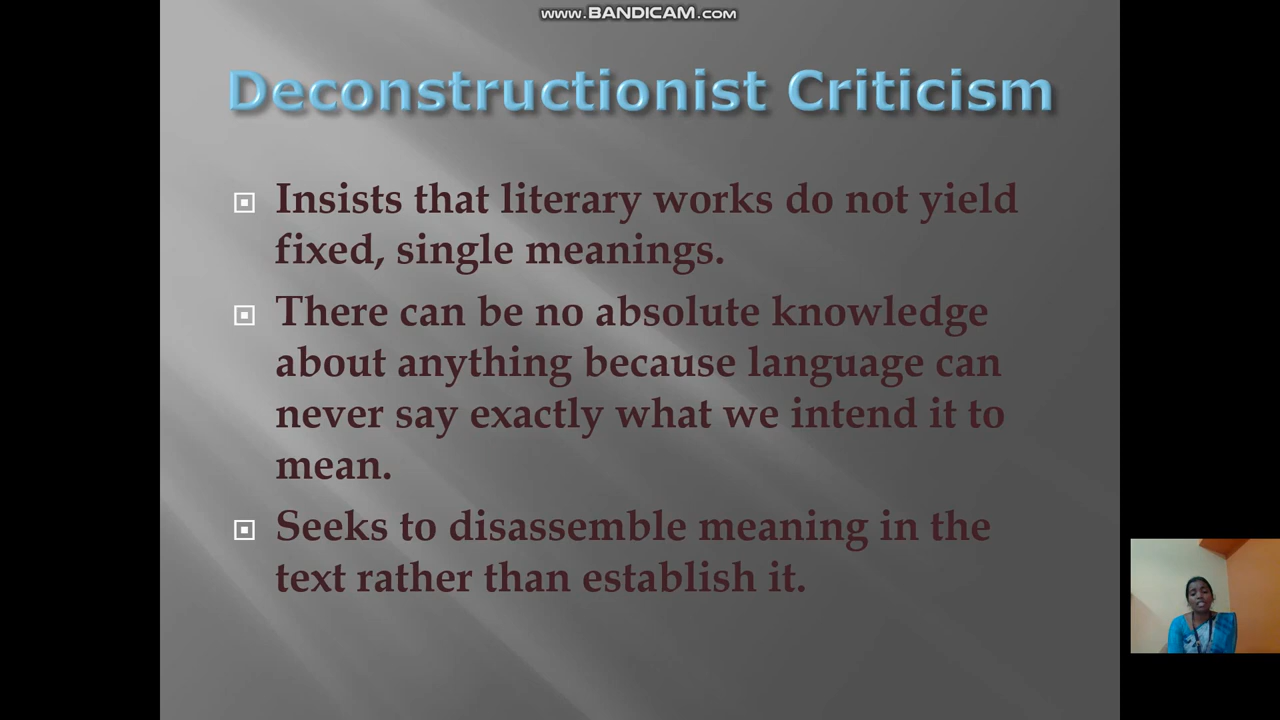 www.BANDICAM.com
Deconstructionist Criticism
Insists that literary works do not yield
fixed, single meanings.
There can be no absolute knowledge
about anything because language can
never say exactly what we intend it to
mean.
Seeks to disassemble meaning in the
text rather than establish it.